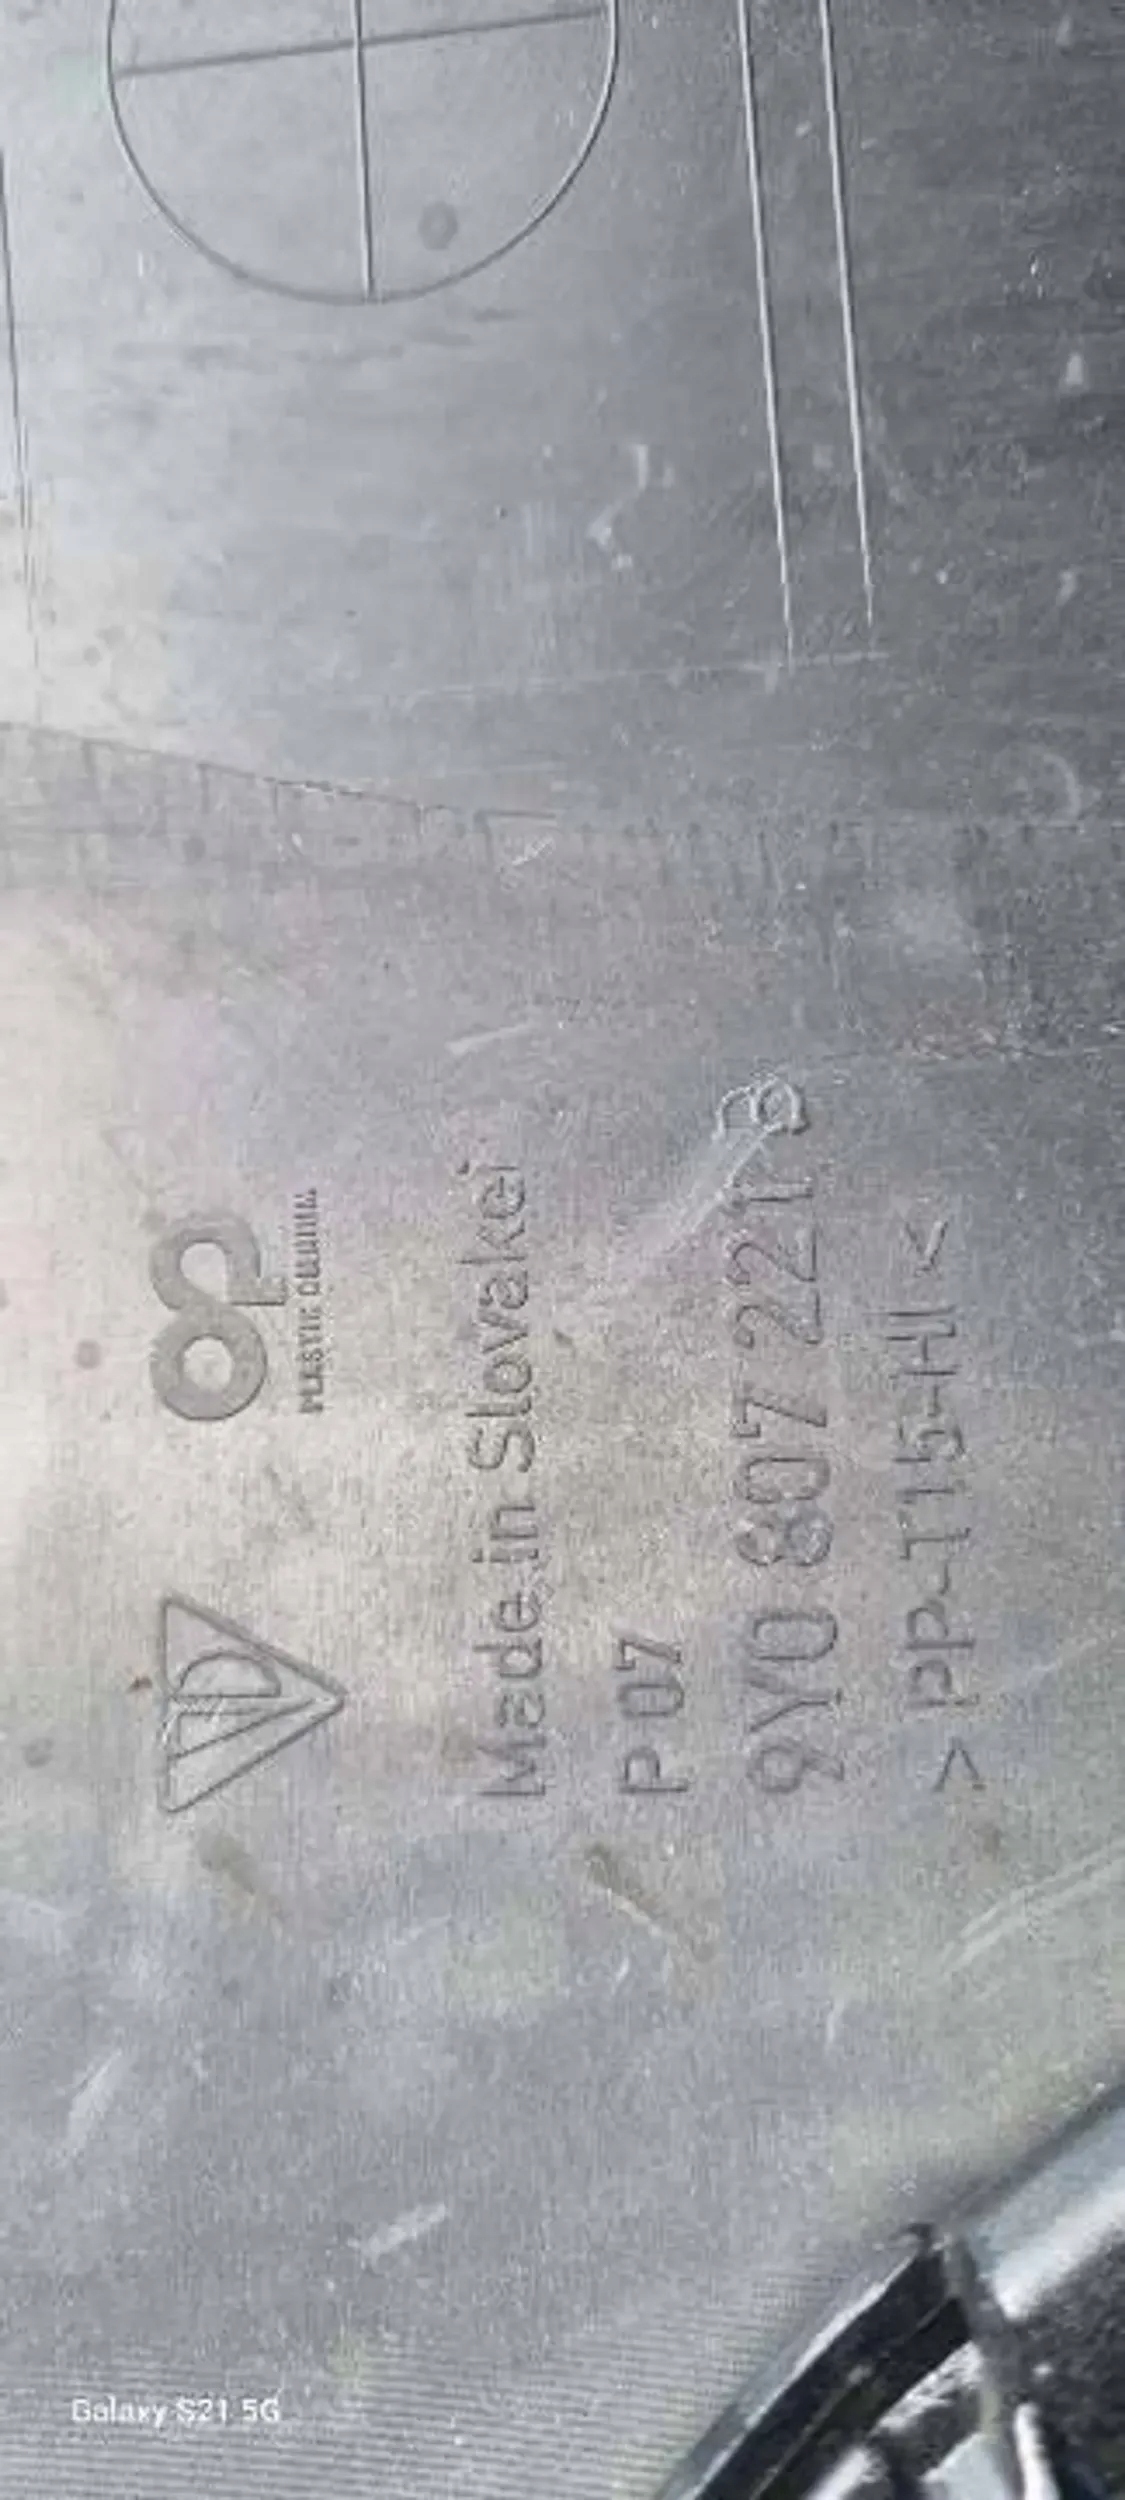 PLASTIC OMNIUM
Made in Slovakei
P 07
9Y0 807 221 B
>PP-T15-HI<
Galaxy S21 5G